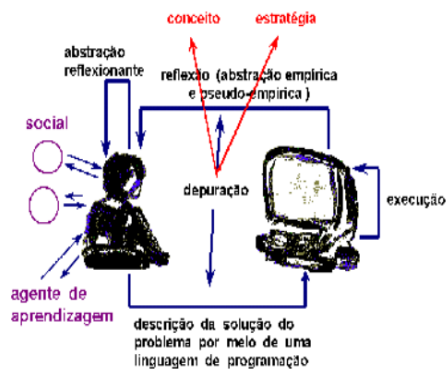 conceito
estratégia
abstração
reflexionante
reflexão (abstração empírica
e pseudo-empírica )
social
depuração
execução
agente de
aprendizagem
descrição da solução do
problema por meio de uma
linguagem de programação